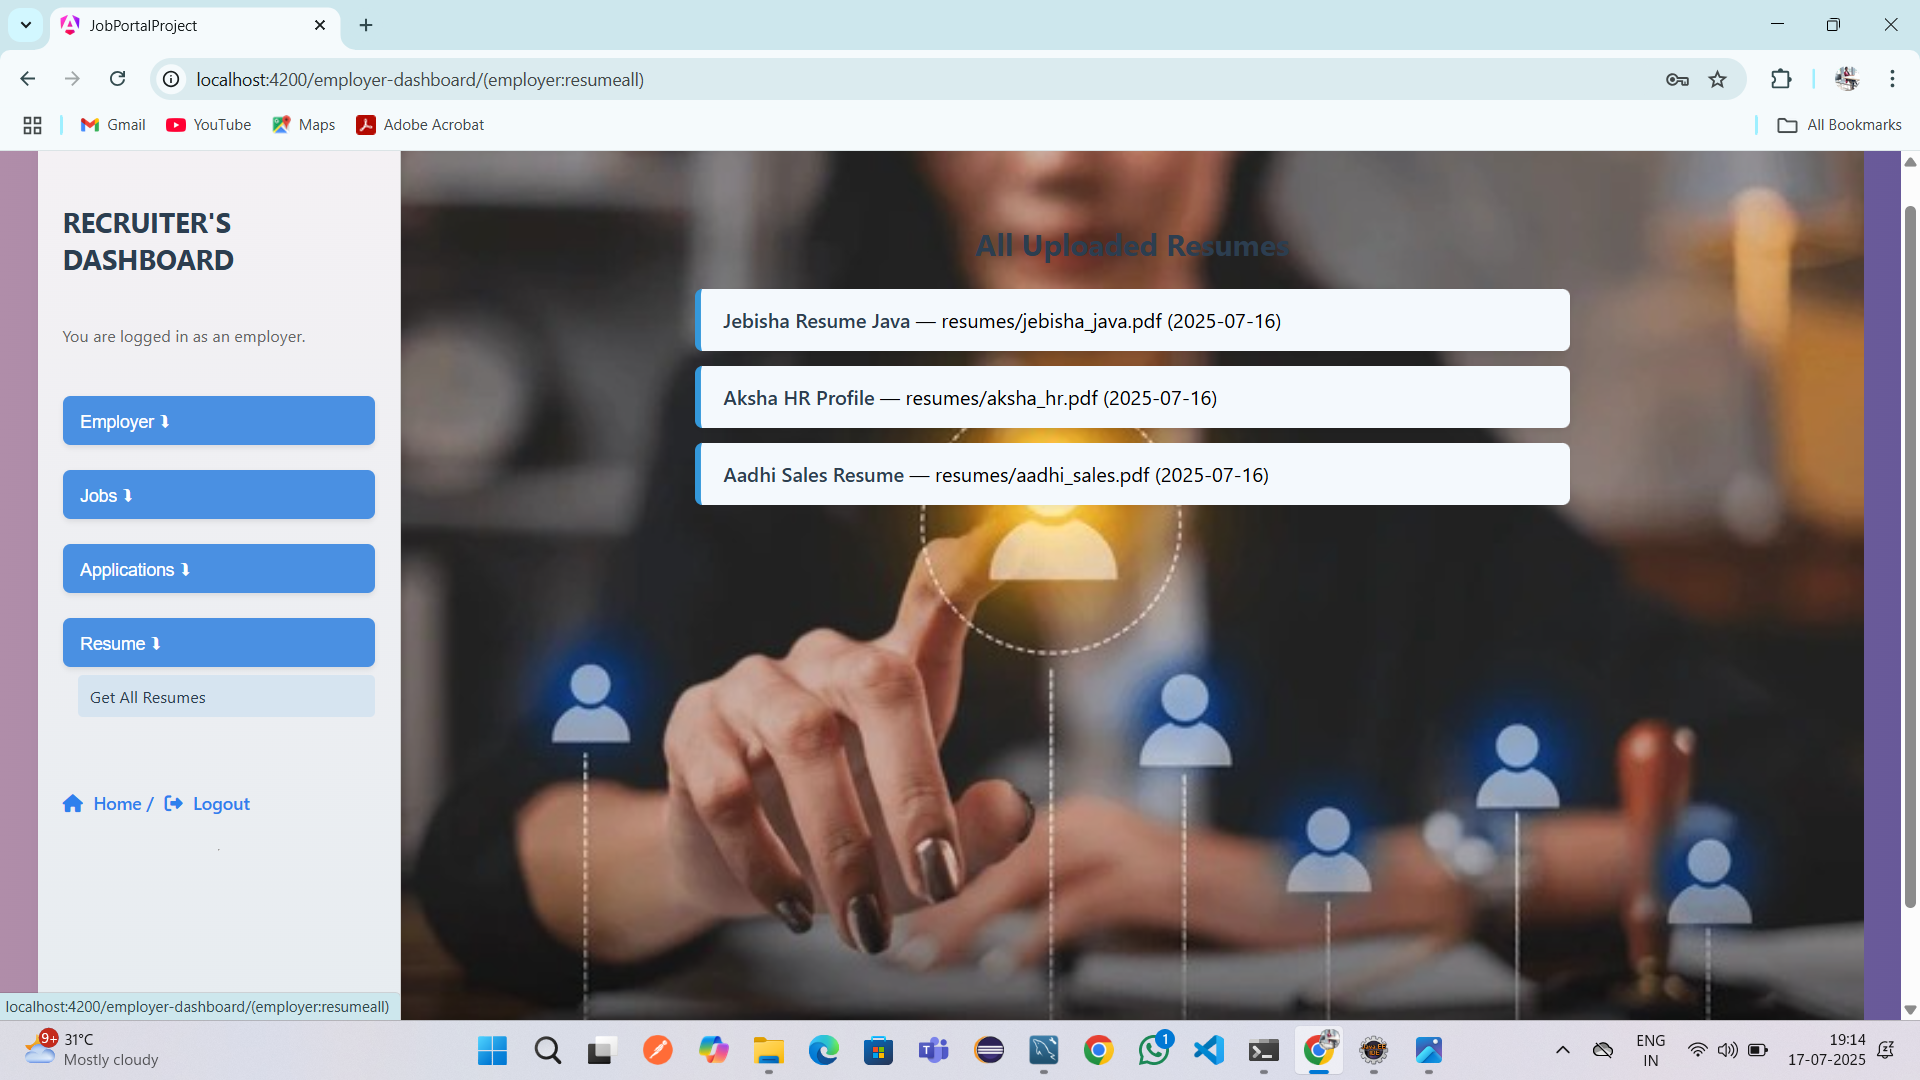 JobPortalProject
localhost:4200/employer-dashboard/(employer:resumeall)
Gmail
YouTube
Maps
Adobe Acrobat
All Bookmarks
RECRUITER'S
DASHBOARD
You are logged in as an employer.
Employer ⮯
Jobs ⮯
Applications ⮯
Resume ⮯
Get All Resumes
Home / Logout
.
All Uploaded Resumes
Jebisha Resume Java — resumes/jebisha_java.pdf (2025-07-16)
Aksha HR Profile — resumes/aksha_hr.pdf (2025-07-16)
Aadhi Sales Resume — resumes/aadhi_sales.pdf (2025-07-16)
localhost:4200/employer-dashboard/(employer:resumeall)
9+
31°C
Mostly cloudy
1
ENG
IN
19:14
17-07-2025